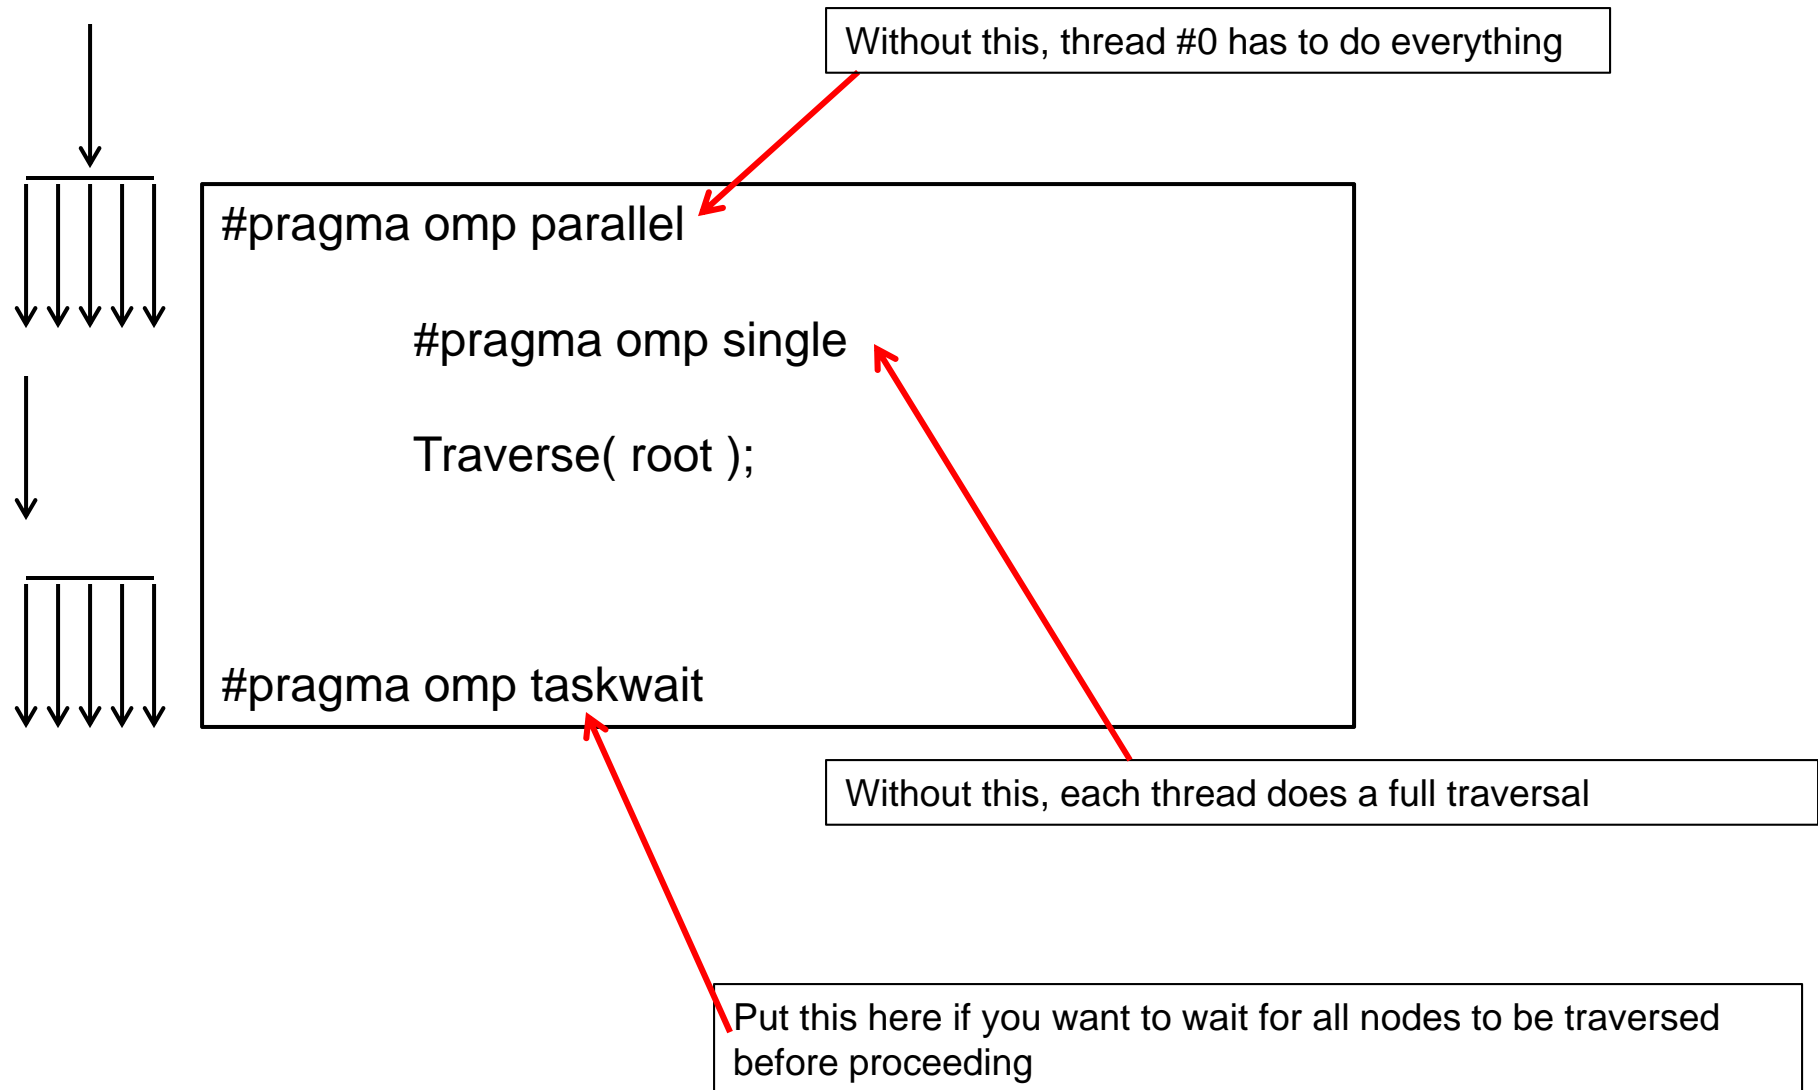 Without this, thread #0 has to do everything
#pragma omp parallel
#pragma omp single
Traverse( root );
#pragma omp taskwait
Without this, each thread does a full traversal
Put this here if you want to wait for all nodes to be traversed
before proceeding